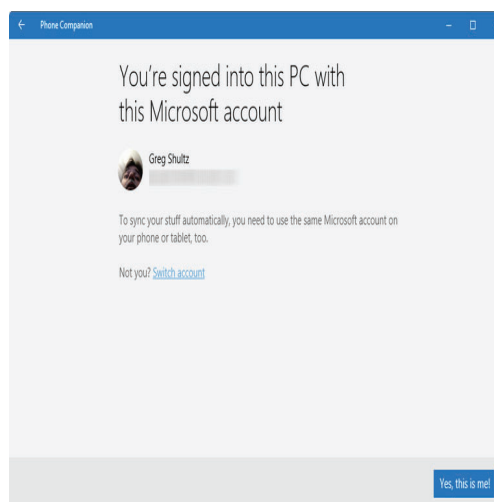 Phone Companion
You're signed into this PC with
this Microsoft account
Greg Shultz
To sync your stuff automatically, you need to use the same Microsoft account on
your phone or tablet, too.
Not you? Switch account
Yes, this is me!